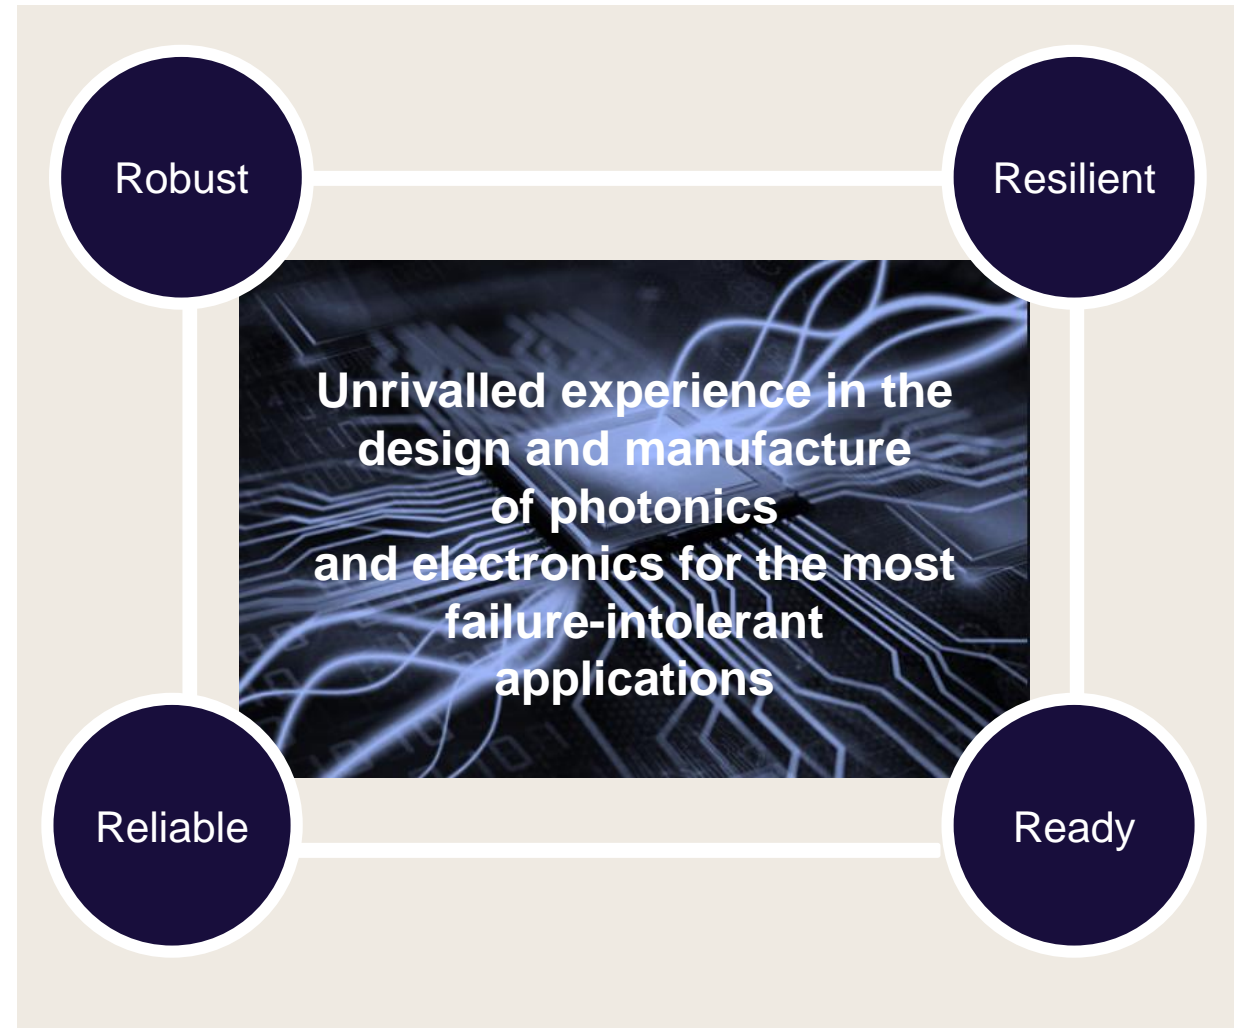 Robust
Resilient
Unrivalled experience in the
design and manufacture
of photonics
and electronics for the most
failure-intolerant
applications
Reliable
Ready